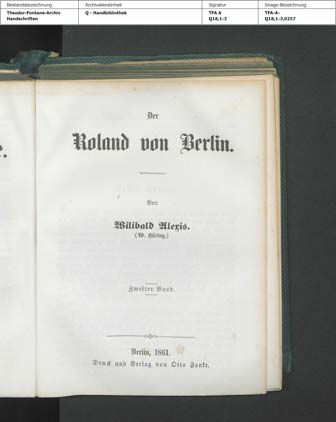 Bestandsbezeichnung
Theodor-Fontane-Archiv
Handschriften
Archivalieneinheit
Q - Handbibliothek
Signatur
TFA A
Q18,1-3
Image-Bezeichnung
TFA-A-
Q18,1-3,0257
Der
Roland von Berlin.
Von
Wilibald Alexis.
(W. Häring.)
Zweiter Band.
Berlin, 1861.
Druck und Verlag von Otto Janke.